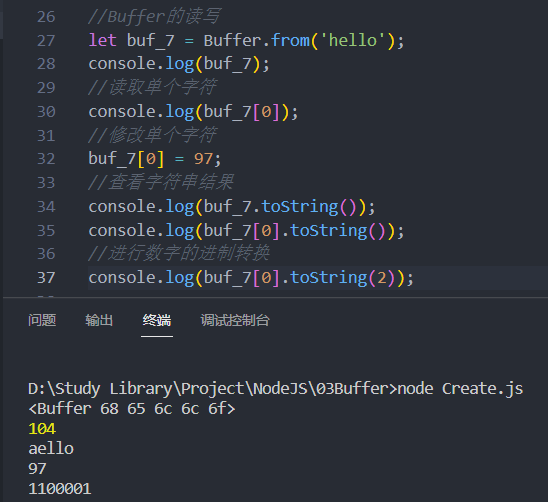 26 //Buffer的读写
27 let buf_7 = Buffer.from('hello');
28 console.log(buf_7);
29 //读取单个字符
30 console.log(buf_7[0]);
31 //修改单个字符
32 buf_7[0] = 97;
33 //查看字符串结果
34 console.log(buf_7.toString());
35 console.log(buf_7[0].toString());
36 //进行数字的进制转换
37 console.log(buf_7[0].toString(2));
问题 输出 终端 调试控制台
D:\Study Library\Project\NodeJS\03Buffer>node Create.js
<Buffer 68 65 6c 6c 6f>
104
aello
97
1100001